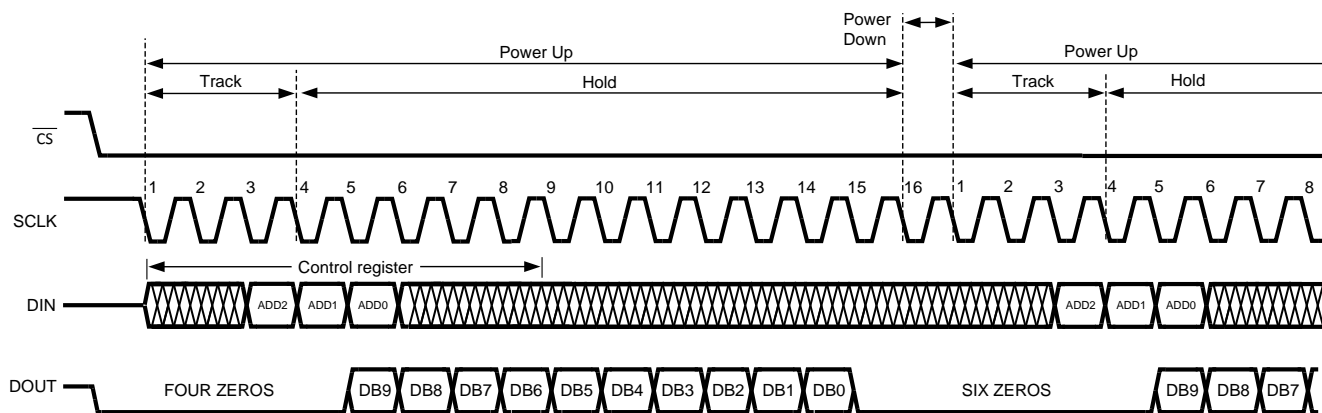 Power
Down
Power Up
Power Up
Track
Hold
Track
Hold
CS
1 2 3 4 5 6 7 8 9 10 11 12 13 14 15 16 1 2 3 4 5 6 7 8
SCLK
Control register
DIN
ADD2 ADD1 ADD0 ADD2 ADD1 ADD0
DOUT
FOUR ZEROS DB9 DB8 DB7 DB6 DB5 DB4 DB3 DB2 DB1 DB0 SIX ZEROS DB9 DB8 DB7